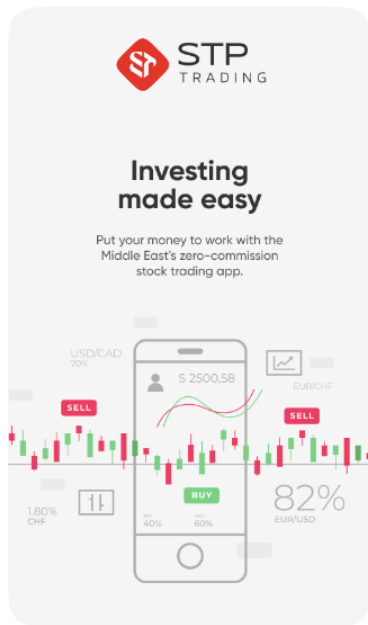 STP
TRADING
Investing
made easy
Put your money to work with the
Middle East's zero-commission
stock trading app.
USD/CAD
70%
S 2500,58
EUR/CHF
SELL
SELL
BUY
82%
EUR/USD
1.80%
CHF
40%
60%